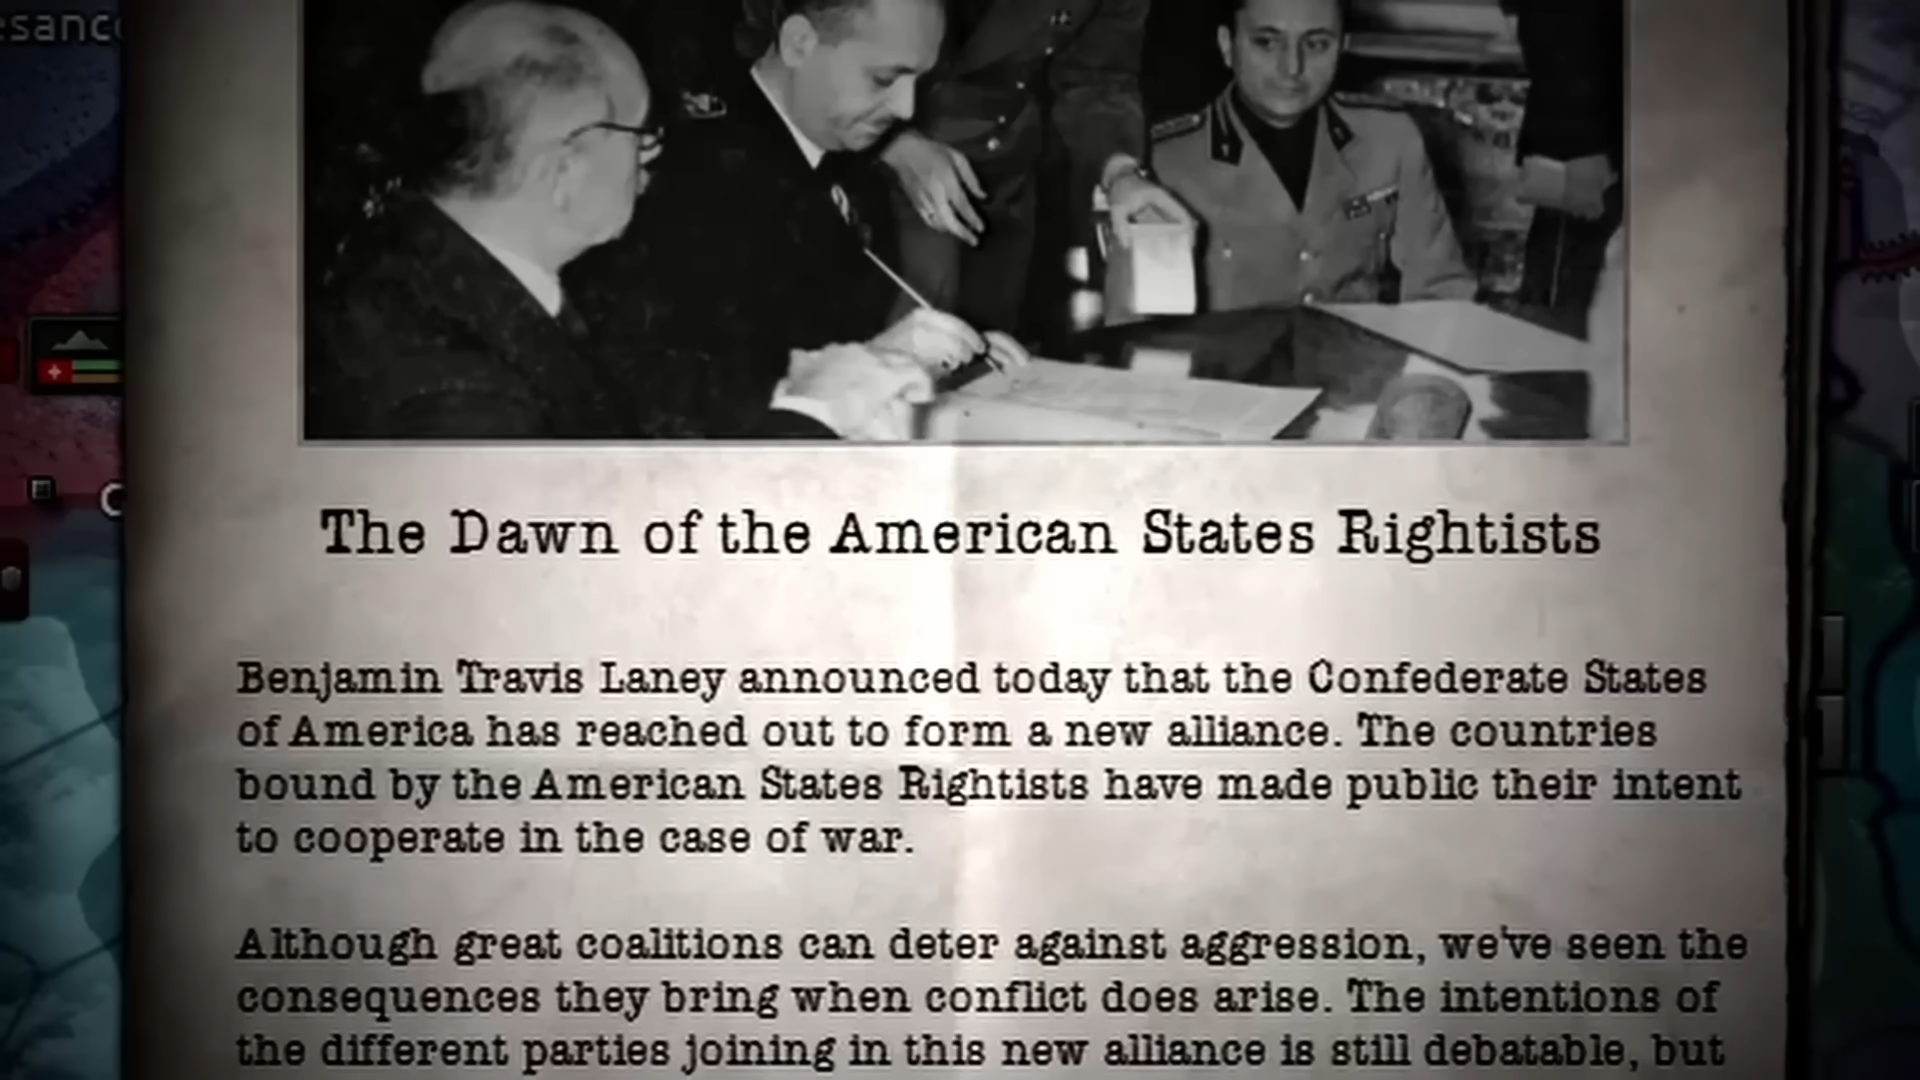 The Dawn of the American States Rightists
Benjamin Travis Laney announced today that the Confederate States
of America has reached out to form a new alliance. The countries
bound by the American States Rightists have made public their intent
to cooperate in the case of war.
Although great coalitions can deter against aggression, we've seen the
consequences they bring when conflict does arise. The intentions of
the different parties joining in this new alliance is still debatable, but